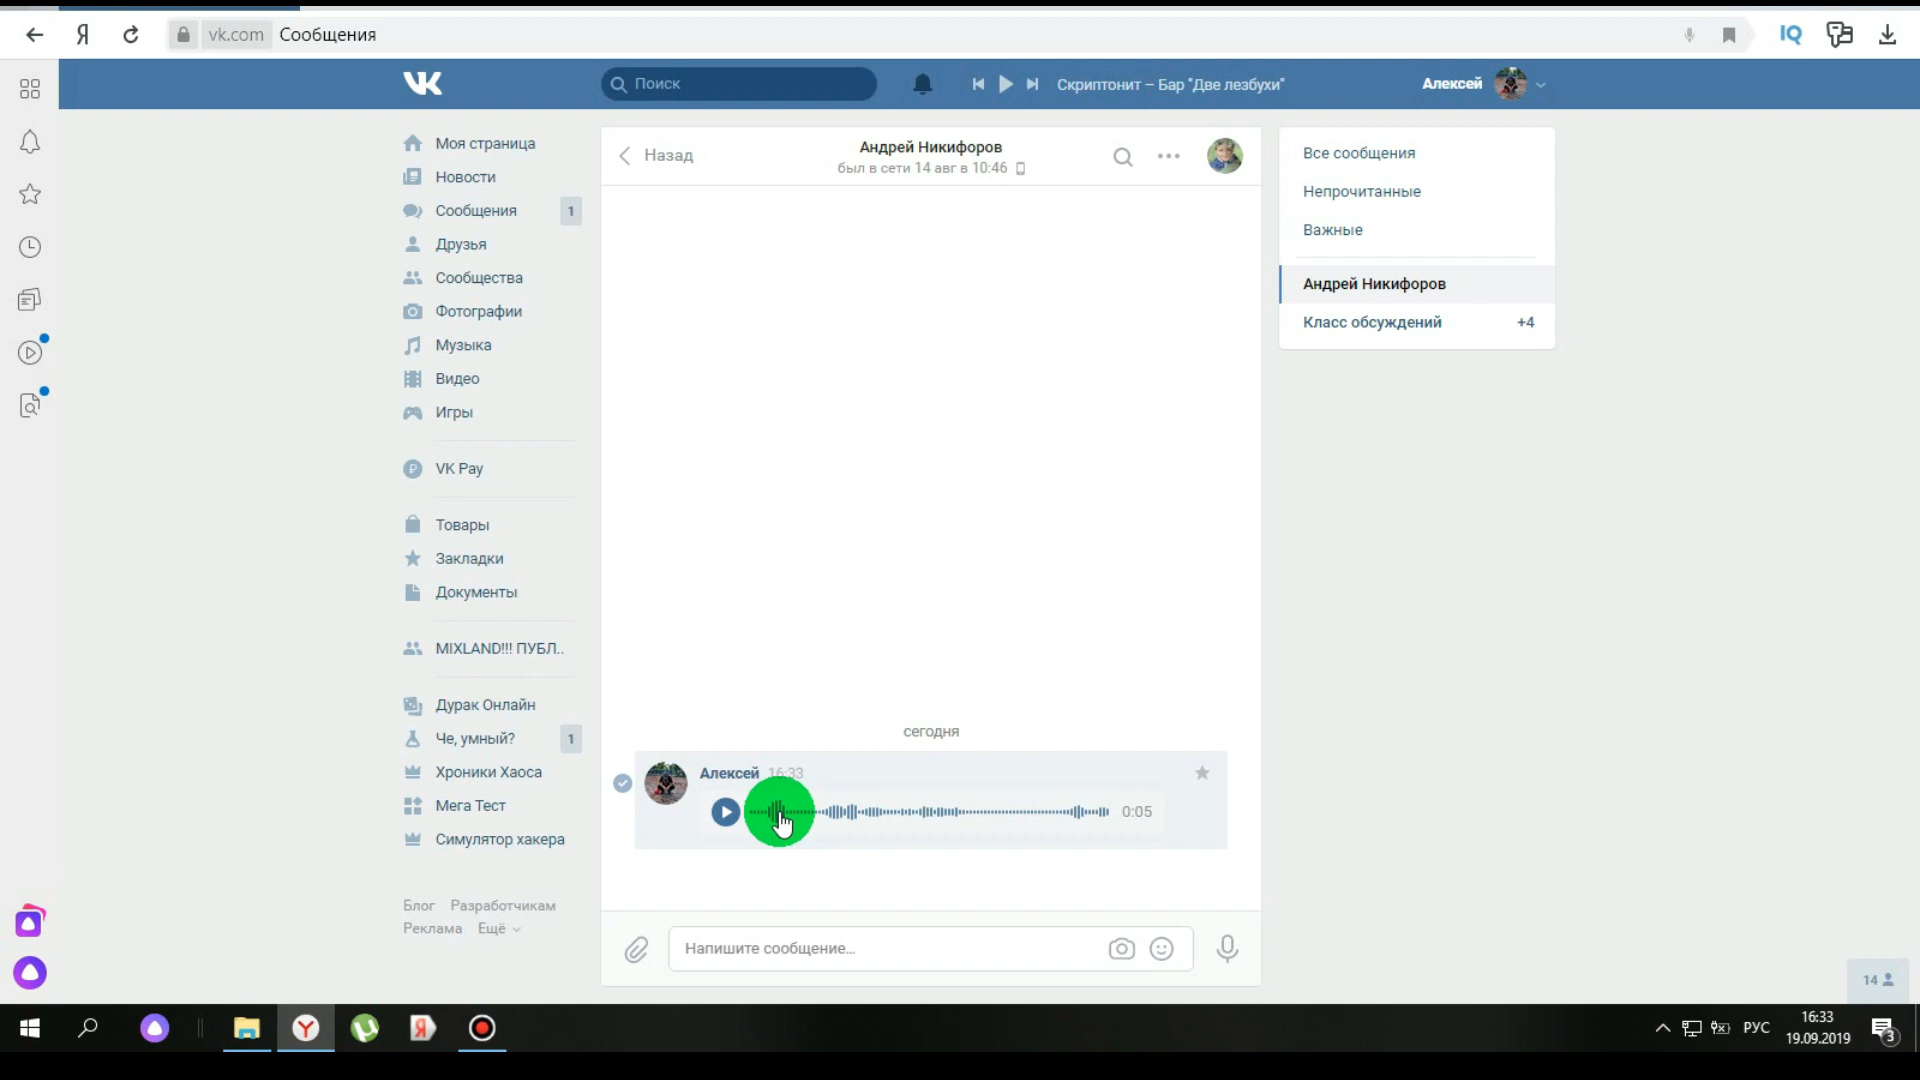 Я vk.com Сообщения IQ
VK Поиск Скриптонит – Бар "Две лезбухи" Алексей
Моя страница
Новости
Сообщения 1
Друзья
Сообщества
Фотографии
Музыка
Видео
Игры
VK Pay
Товары
Закладки
Документы
MIXLAND!!! ПУБЛ..
Дурак Онлайн
Че, умный? 1
Хроники Хаоса
Мега Тест
Симулятор хакера
Блог Разработчикам
Реклама Ещё
Назад
Андрей Никифоров
был в сети 14 авг в 10:46
сегодня
Алексей 16:33
0:05
Напишите сообщение...
Все сообщения
Непрочитанные
Важные
Андрей Никифоров
Класс обсуждений +4
14
РУС
16:33
19.09.2019
3